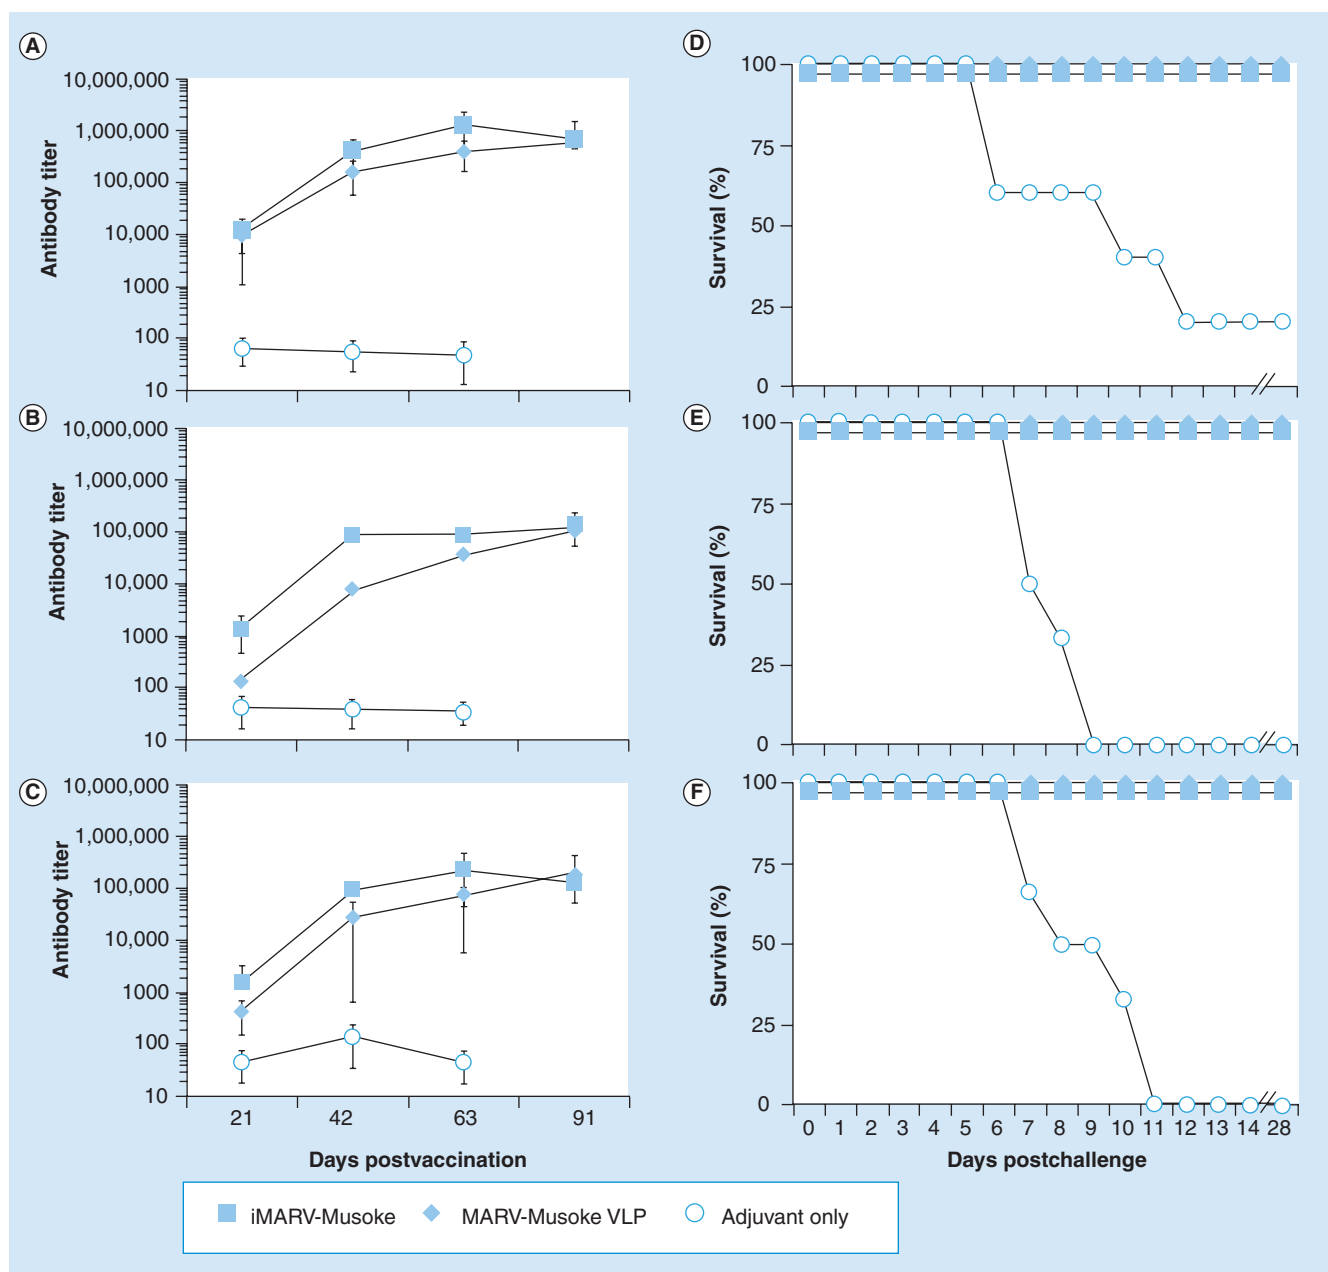 A
10,000,000
1,000,000
100,000
10,000
1000
100
10
Antibody titer
B
10,000,000
1,000,000
100,000
10,000
1000
100
10
Antibody titer
C
10,000,000
1,000,000
100,000
10,000
1000
100
10
Antibody titer
21 42 63 91
Days postvaccination
D
100
75
50
25
0
Survival (%)
E
100
75
50
25
0
Survival (%)
F
100
75
50
25
0
Survival (%)
0 1 2 3 4 5 6 7 8 9 10 11 12 13 14 28
Days postchallenge
iMARV-Musoke MARV-Musoke VLP Adjuvant only